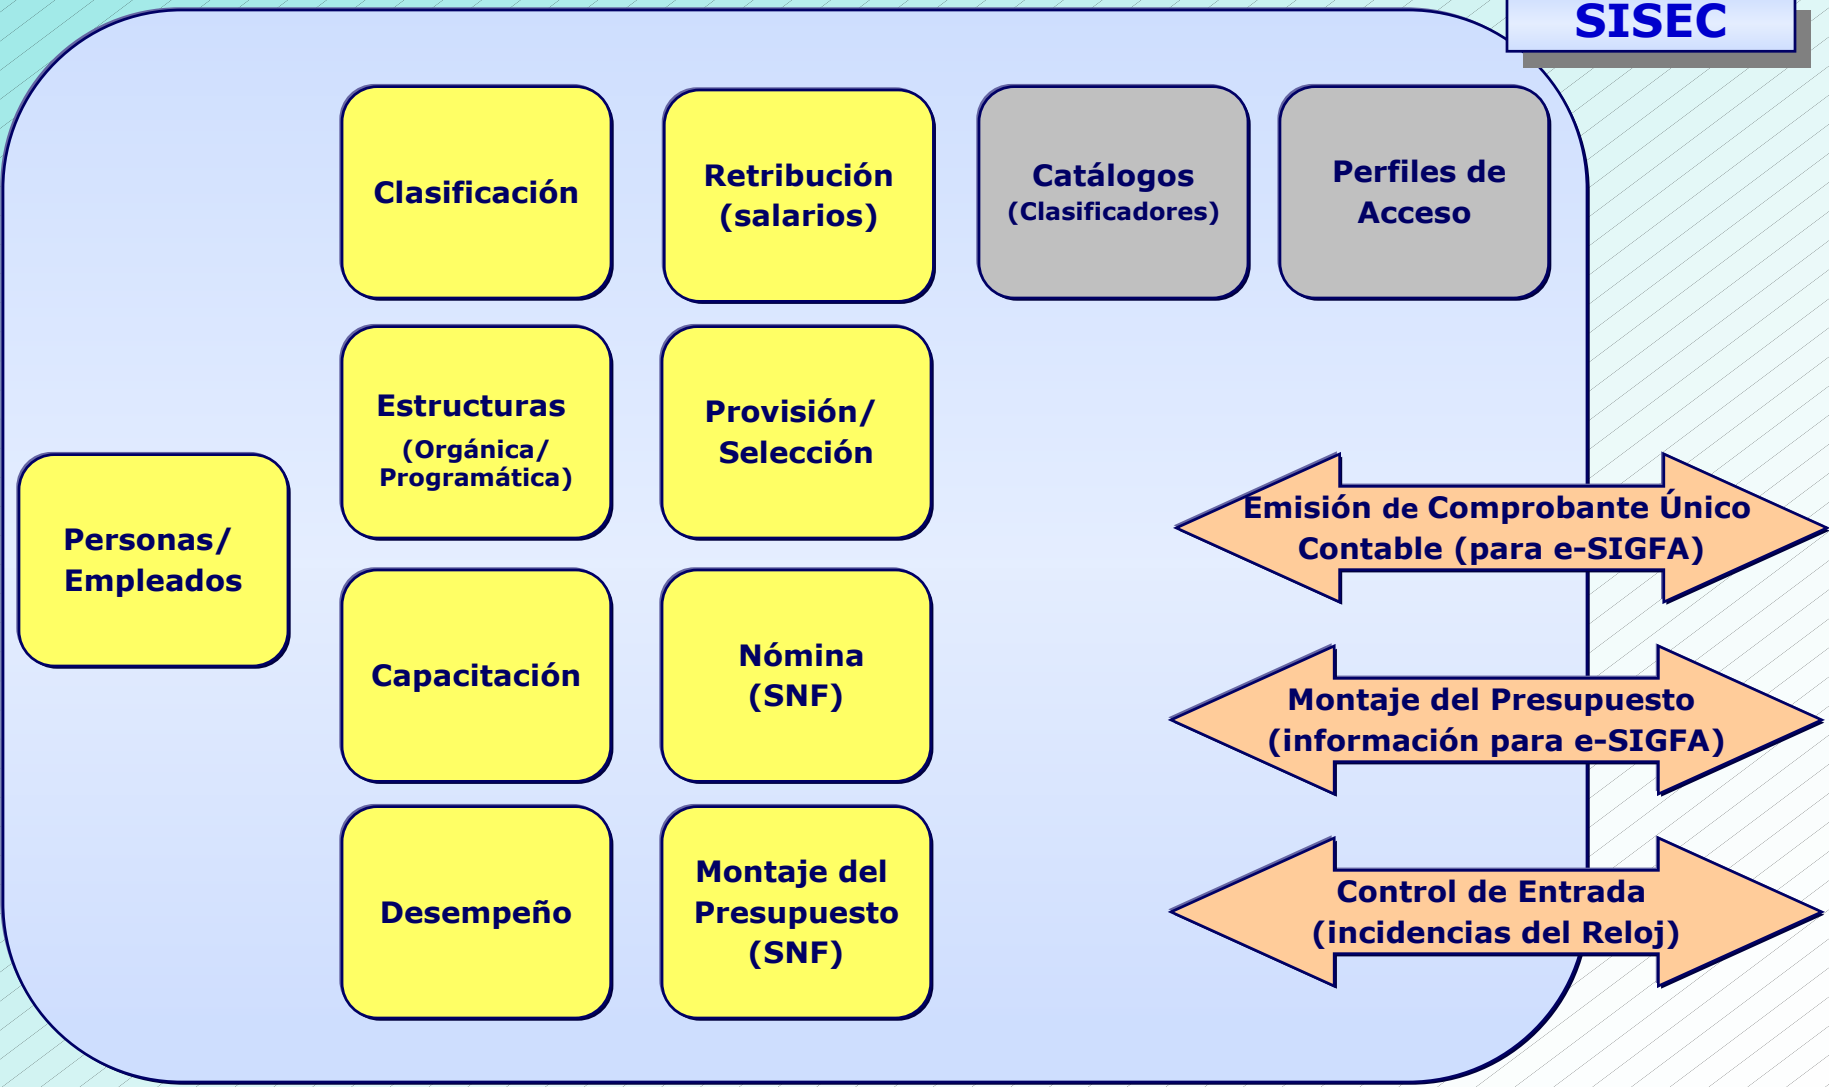 SISEC
Clasificación
Retribución
(salarios)
Catálogos
(Clasificadores)
Perfiles de
Acceso
Estructuras
(Orgánica/
Programática)
Provisión/
Selección
Personas/
Empleados
Emisión de Comprobante Único
Contable (para e-SIGFA)
Capacitación
Nómina
(SNF)
Montaje del Presupuesto
(información para e-SIGFA)
Desempeño
Montaje del
Presupuesto
(SNF)
Control de Entrada
(incidencias del Reloj)